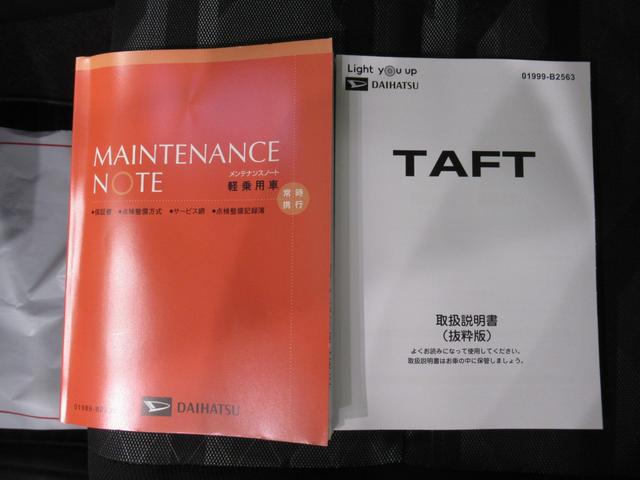 MAINTENANCE
NOTE
メンテナンスノート
軽乗用車
常時
携行
•保証書 •点検整備方式 •サービス網 •点検整備記録簿
DAIHATSU
Light you up
DAIHATSU
01999-B2563
TAFT
取扱説明書
(抜粋版)
よくお読みになって使用してください。
取扱説明書はお車の中に保管しましょう。